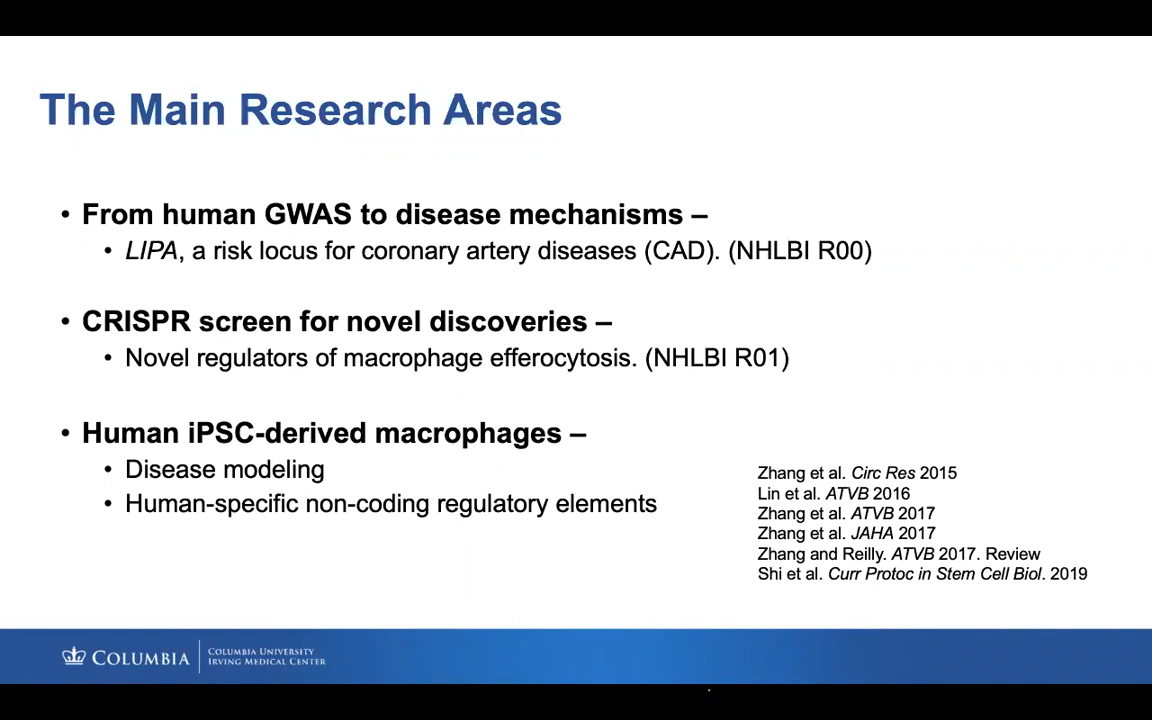 The Main Research Areas
• From human GWAS to disease mechanisms –
• LIPA, a risk locus for coronary artery diseases (CAD). (NHLBI R00)
• CRISPR screen for novel discoveries –
• Novel regulators of macrophage efferocytosis. (NHLBI R01)
• Human iPSC-derived macrophages –
• Disease modeling
• Human-specific non-coding regulatory elements
Zhang et al. Circ Res 2015
Lin et al. ATVB 2016
Zhang et al. ATVB 2017
Zhang et al. JAHA 2017
Zhang and Reilly. ATVB 2017. Review
Shi et al. Curr Protoc in Stem Cell Biol. 2019
COLUMBIA
COLUMBIA UNIVERSITY
IRVING MEDICAL CENTER